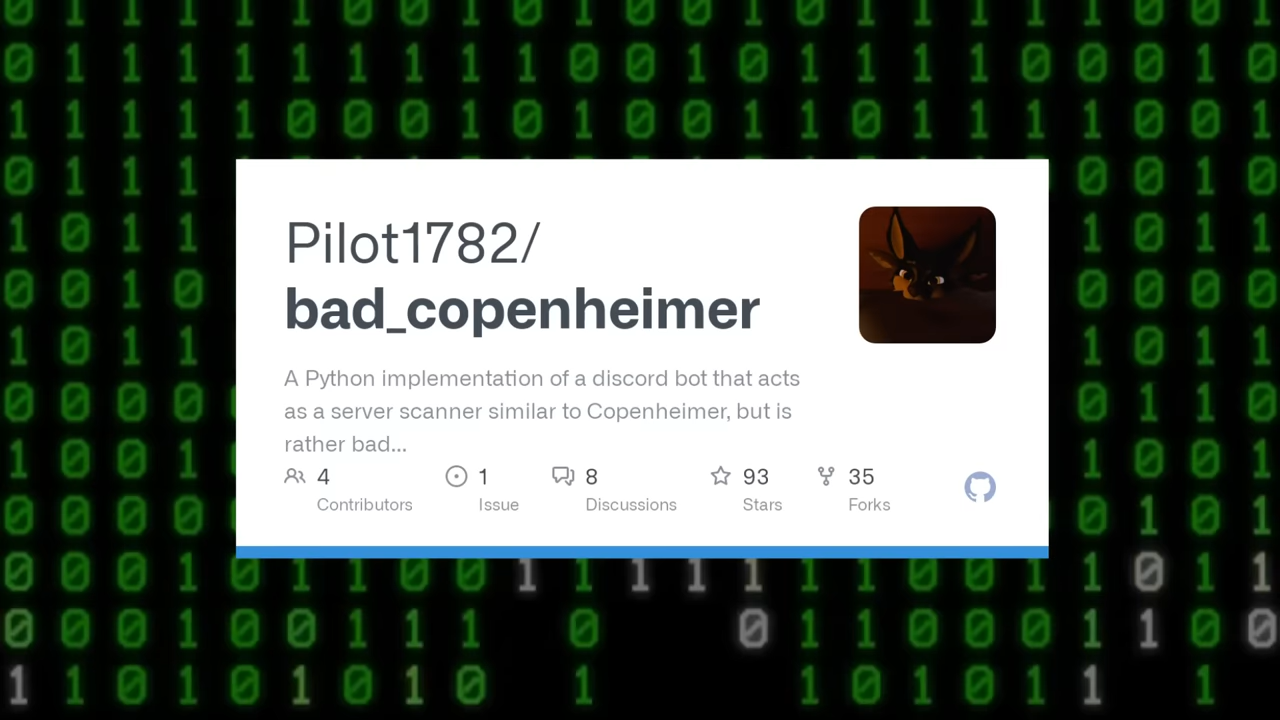 Pilot1782/
bad_copenheimer
A Python implementation of a discord bot that acts
as a server scanner similar to Copenheimer, but is
rather bad...
4 1 8 93 35
Contributors Issue Discussions Stars Forks